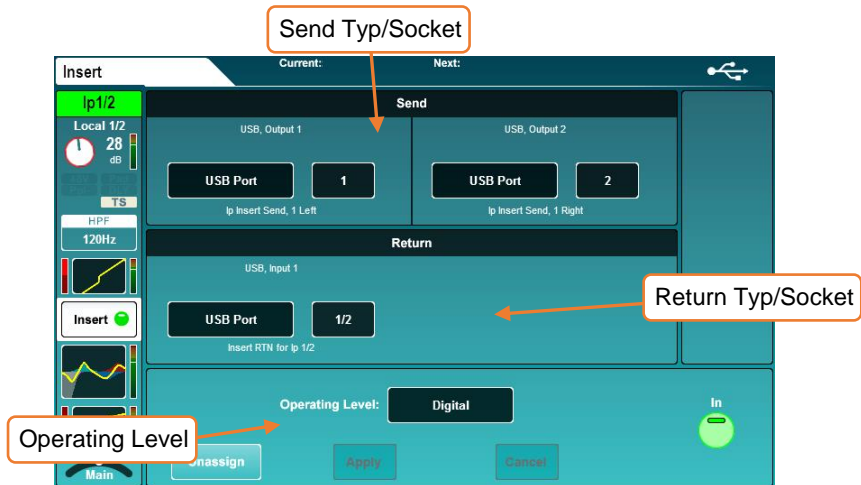 Send Typ/Socket
Insert
Current:
Next:
Ip1/2
Send
Local 1/2
28
dB
USB, Output 1
USB, Output 2
USB Port
1
USB Port
2
TS
Ip Insert Send, 1 Left
Ip Insert Send, 1 Right
HPF
120Hz
Return
USB, Input 1
Return Typ/Socket
Insert
USB Port
1/2
Insert RTN for Ip 1/2
Operating Level:
Digital
In
Operating Level
Unassign
Apply
Cancel
Main